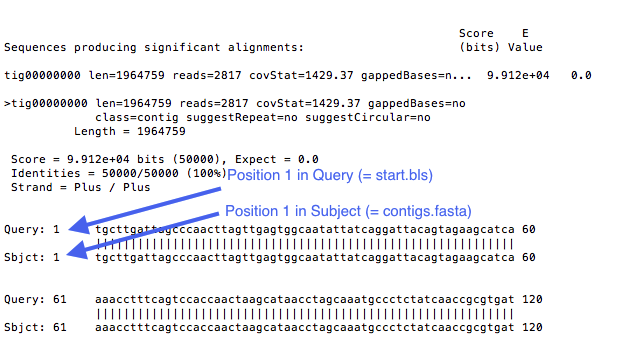 Score E
Sequences producing significant alignments: (bits) Value
tig00000000 len=1964759 reads=2817 covStat=1429.37 gappedBases=n... 9.912e+04 0.0
>tig00000000 len=1964759 reads=2817 covStat=1429.37 gappedBases=no
class=contig suggestRepeat=no suggestCircular=no
Length = 1964759
Score = 9.912e+04 bits (50000), Expect = 0.0
Identities = 50000/50000 (100%)
Position 1 in Query (= start.bls)
Strand = Plus / Plus
Position 1 in Subject (= contigs.fasta)
Query: 1 tgcttgattagcccaacttagttgagtggcaatattatcaggattacagtagaagcatca 60
||||||||||||||||||||||||||||||||||||||||||||||||||||||||||||
Sbjct: 1 tgcttgattagcccaacttagttgagtggcaatattatcaggattacagtagaagcatca 60
Query: 61 aaacctttcagtccaccaactaagcataacctagcaaatgccctctatcaaccgcgtgat 120
||||||||||||||||||||||||||||||||||||||||||||||||||||||||||||
Sbjct: 61 aaacctttcagtccaccaactaagcataacctagcaaatgccctctatcaaccgcgtgat 120